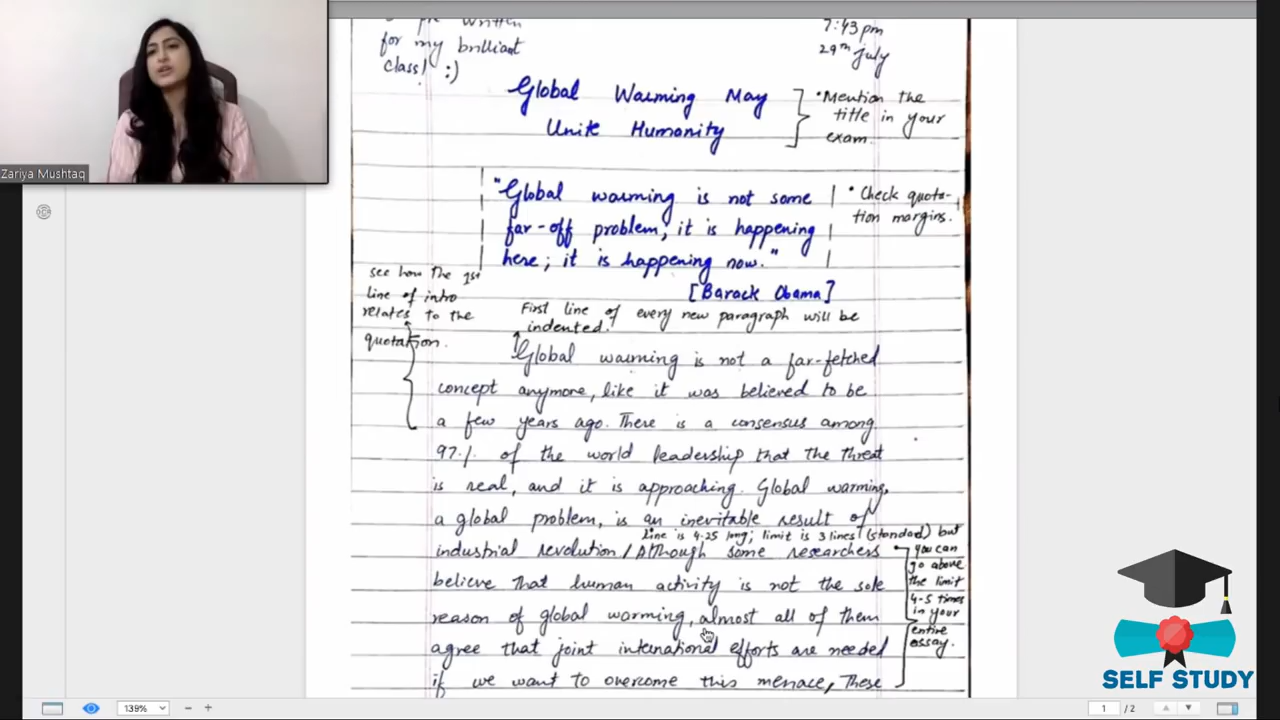 written
for my brilliant
class! :)
7:43 pm
29th July
Global Warming May
Unite Humanity
• Mention the
title in your
exam.
"Global warming is not some
far-off problem; it is happening
here; it is happening now."
[Barack Obama]
• Check quota-
tion margins.
see how the 1st
line of intro
relates to the
quotation.
First line of every new paragraph will be
indented.
Global warming is not a far-fetched
concept anymore, like it was believed to be
a few years ago. There is a consensus among
97% of the world leadership that the threat
is real, and it is approaching. Global warming,
a global problem, is an inevitable result of
line is 4.25 long; limit is 3 lines (standard) but
industrial revolution / Although some researchers
believe that human activity is not the sole
reason of global warming, almost all of them
agree that joint international efforts are needed
if we want to overcome this menace, These
you can
go above
the limit
4-5 times
in your
entire
essay.
Zariya Mushtaq
SELF STUDY
139%
1 / 2